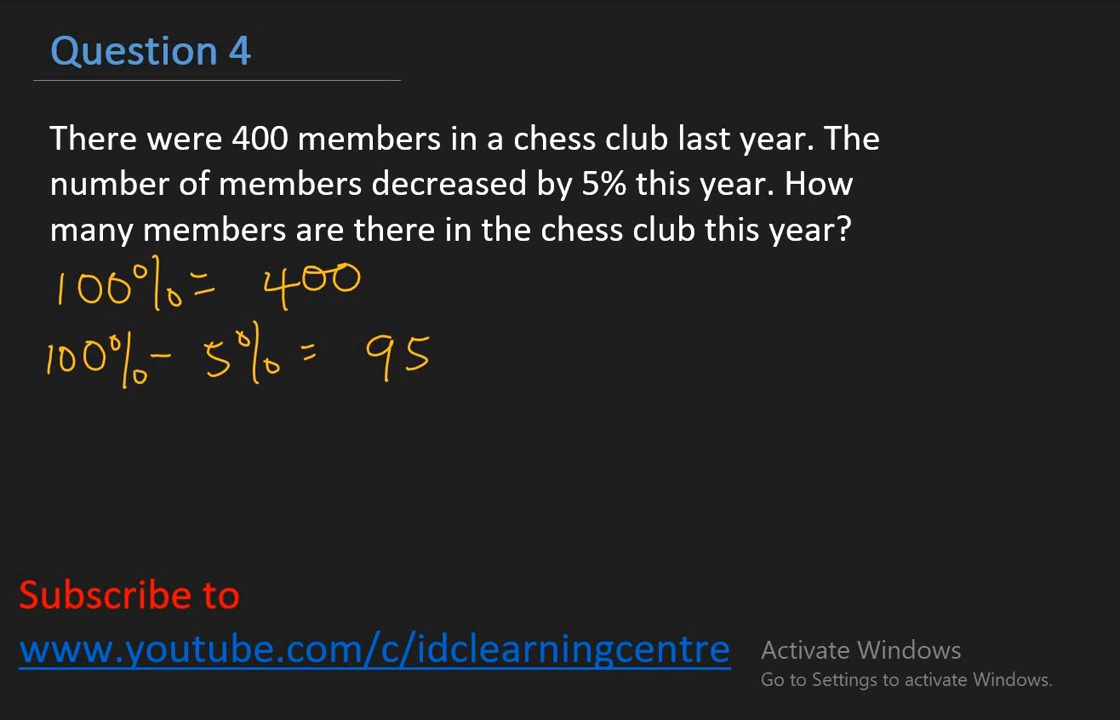 Question 4
There were 400 members in a chess club last year. The
number of members decreased by 5% this year. How
many members are there in the chess club this year?
100% = 400
100% - 5% = 95
Subscribe to
www.youtube.com/c/idclearningcentre
Activate Windows
Go to Settings to activate Windows.